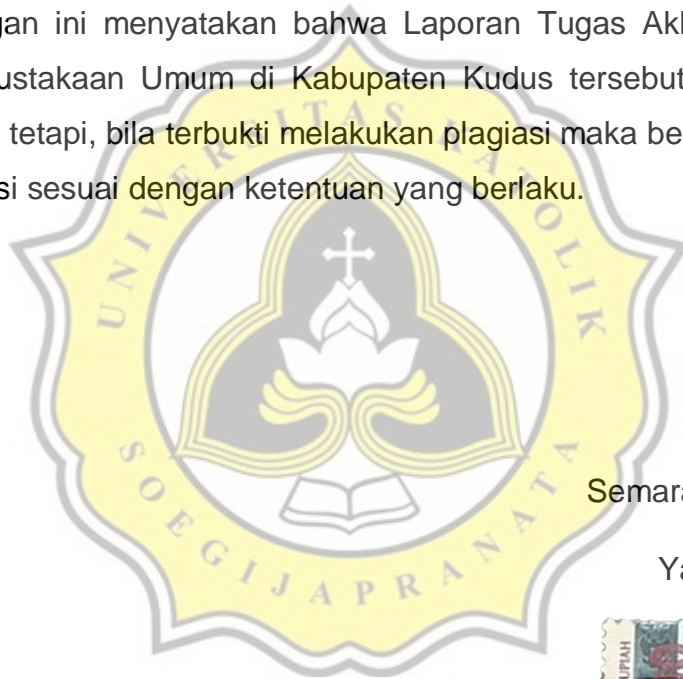 gan ini menyatakan bahwa Laporan Tugas Akh
ustakaan Umum di Kabupaten Kudus tersebut
tetapi, bila terbukti melakukan plagiasi maka be
si sesuai dengan ketentuan yang berlaku.
UNIVERSITAS KATOLIK
SOEGIJAPRANATA
Semara
Ya
RUPIAH